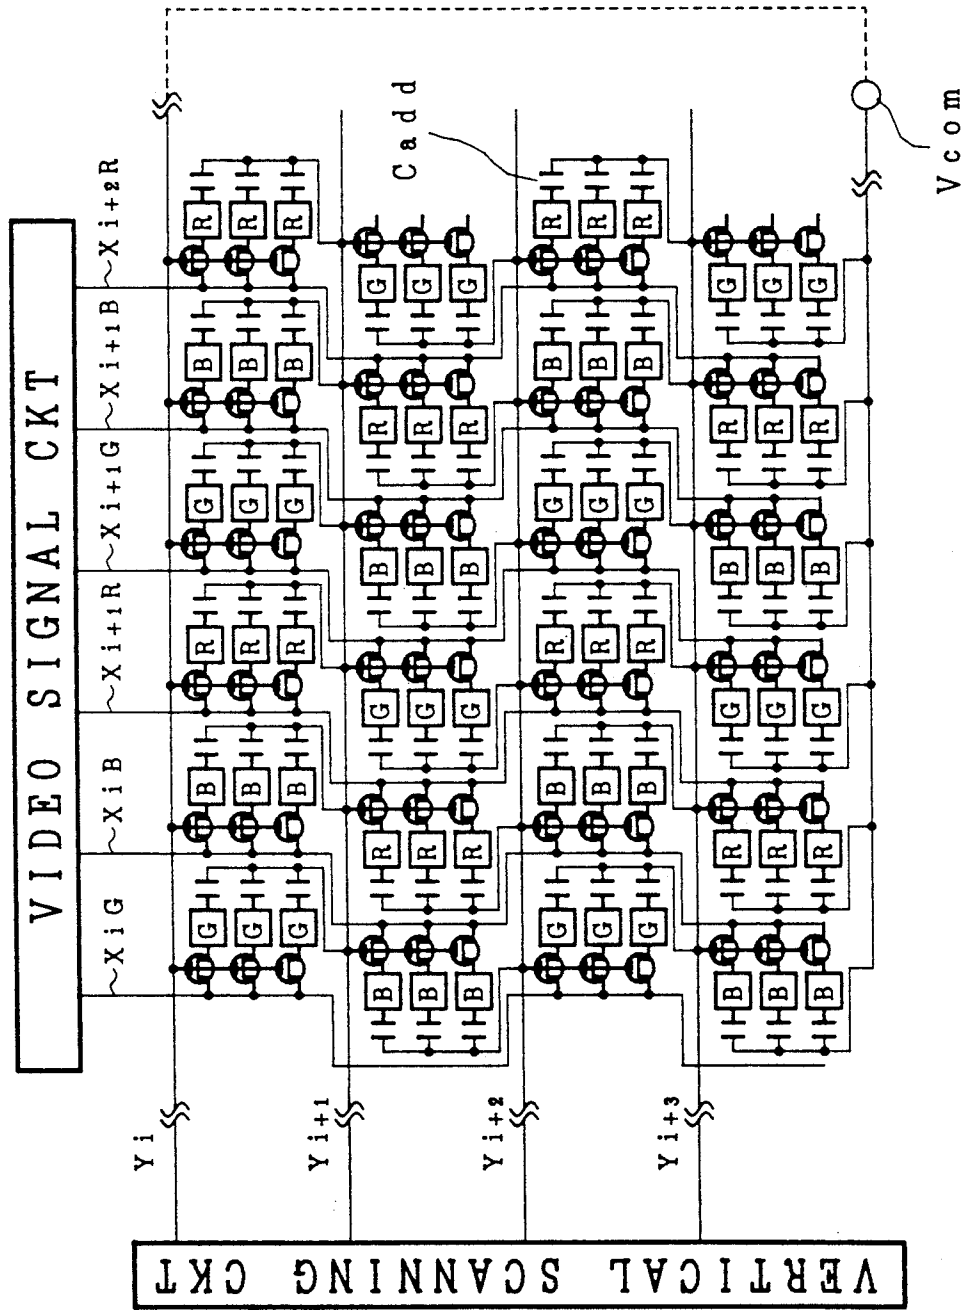 VIDEO SIGNAL CKT
XiG XiB Xi+1R Xi+1G Xi+1B Xi+2R
Yi
G B R G B R
G B R G B R
G B R G B R
Yi+1
B R G B R G
B R G B R G
B R G B R G
Cadd
Yi+2
G B R G B R
G B R G B R
G B R G B R
Yi+3
B R G B R G
B R G B R G
B R G B R G
Vcom
VERTICAL SCANNING CKT